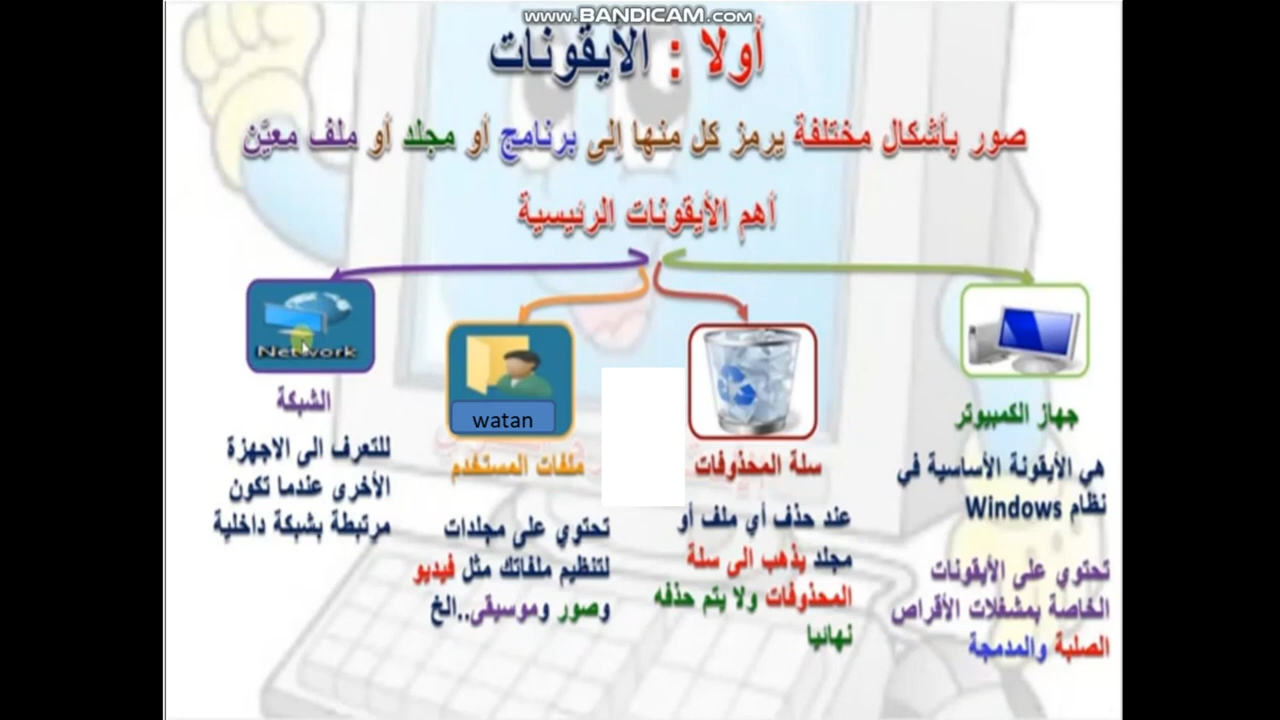 www.BANDICAM.com
أولا : الأيقونات
صور بأشكال مختلفة يرمز كل منها إلى برنامج أو مجلد أو ملف معيّن
أهم الأيقونات الرئيسية
جهاز الكمبيوتر
هي الأيقونة الأساسية في
نظام Windows
تحتوي على الأيقونات
الخاصة بمشغلات الأقراص
الصلبة والمدمجة
سلة المحذوفات
عند حذف أي ملف أو
مجلد يذهب الى سلة
المحذوفات ولا يتم حذفه
نهائيا
watan
ملفات المستخدم
تحتوي على مجلدات
لتنظيم ملفاتك مثل فيديو
وصور وموسيقى..الخ
Network
الشبكة
للتعرف الى الاجهزة
الأخرى عندما تكون
مرتبطة بشبكة داخلية